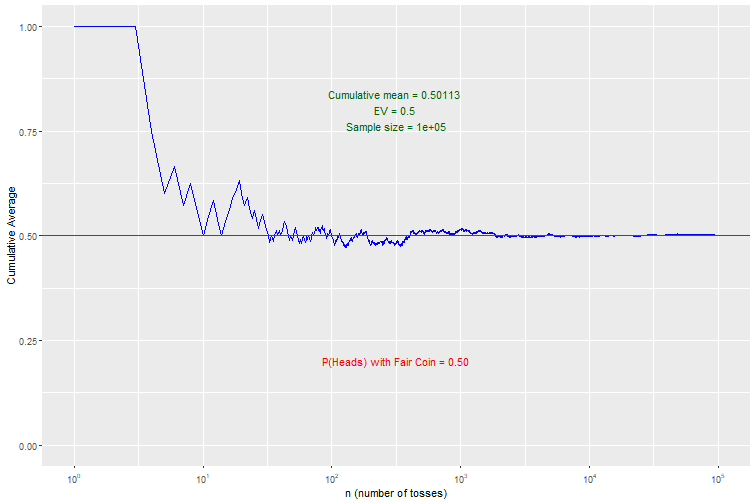 1.00
Cumulative mean = 0.50113
EV = 0.5
Sample size = 1e+05
0.75
Cumulative Average
0.50
0.25
P(Heads) with Fair Coin = 0.50
0.00
10⁰ 10¹ 10² 10³ 10⁴ 10⁵
n (number of tosses)